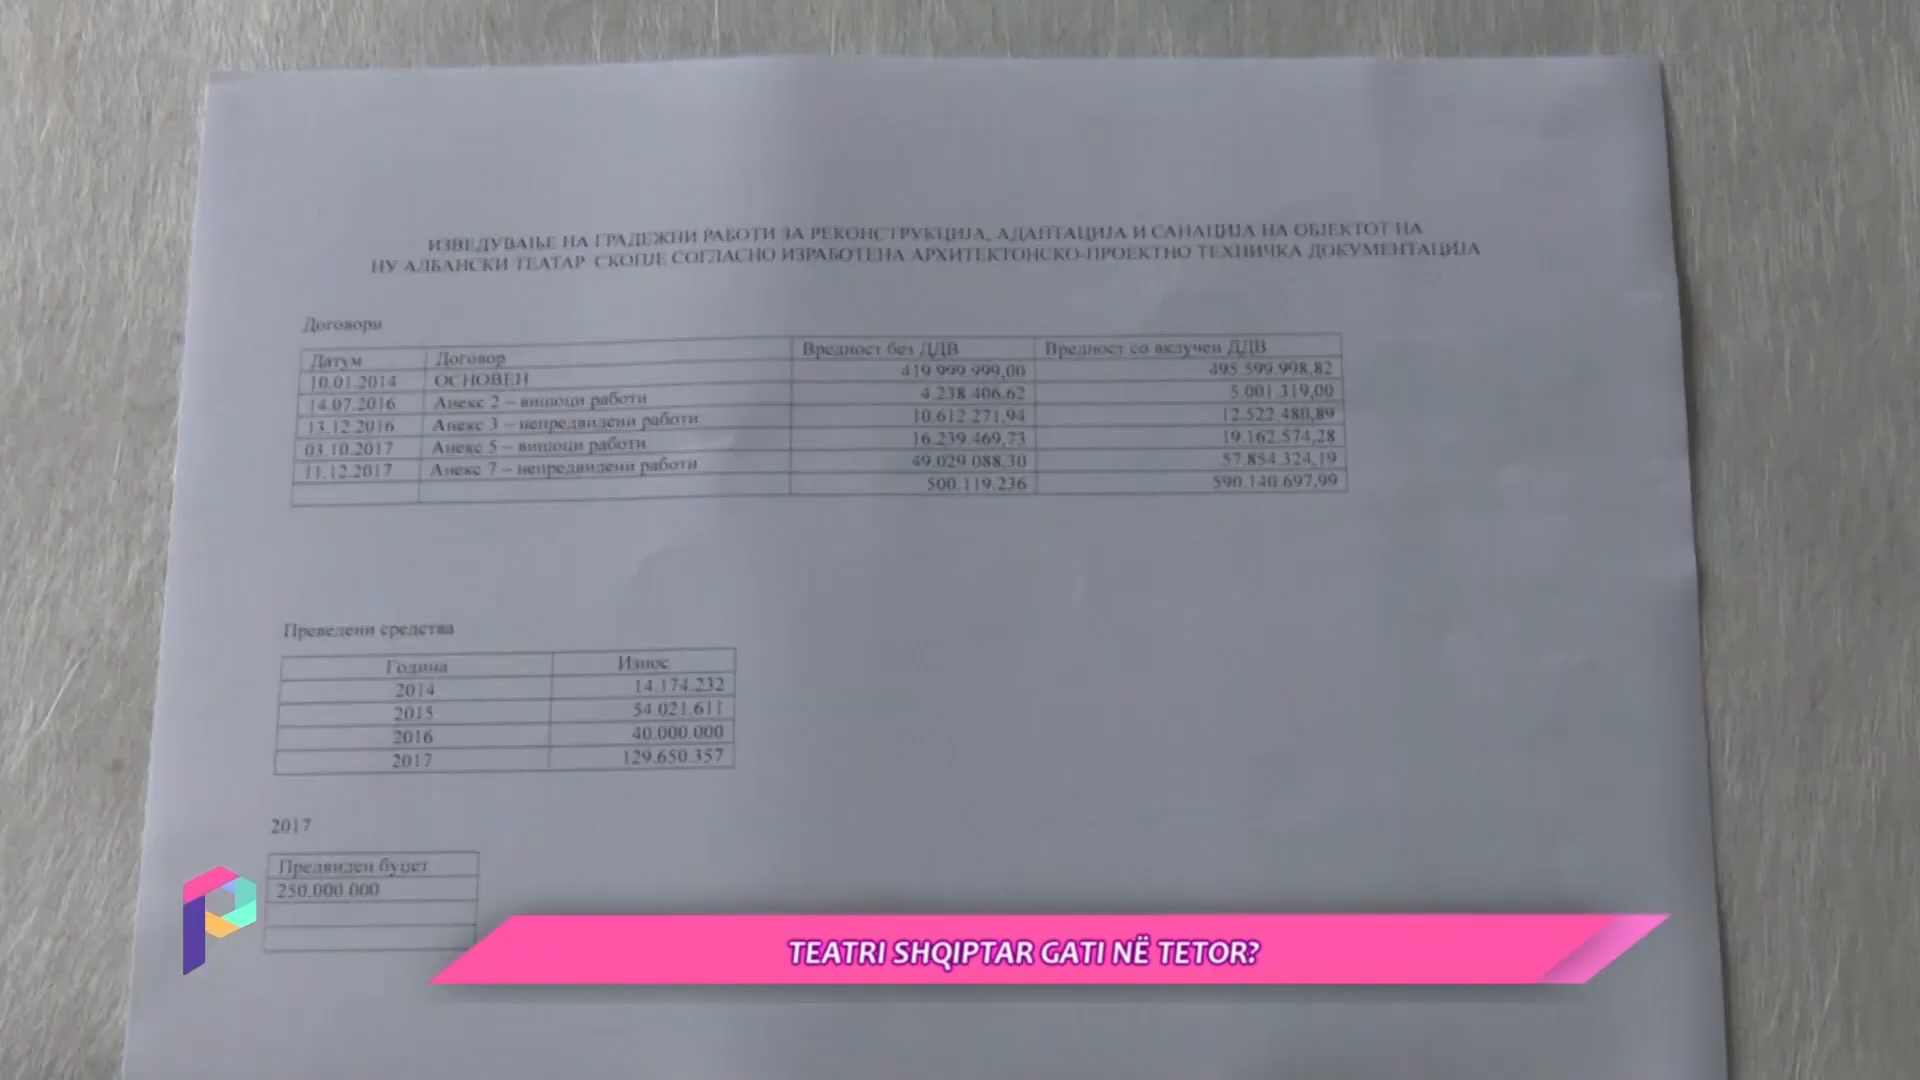 ИЗВЕДУВАЊЕ НА ГРАДЕЖНИ РАБОТИ ЗА РЕКОНСТРУКЦИЈА, АДАПТАЦИЈА И САНАЦИЈА НА ОБЈЕКТОТ НА
НУ АЛБАНСКИ ТЕАТАР СКОПЈЕ СОГЛАСНО ИЗРАБОТЕНА АРХИТЕКТОНСКО-ПРОЕКТНО ТЕХНИЧКА ДОКУМЕНТАЦИЈА
Договори
Датум Договор Вредност без ДДВ Вредност со вклучен ДДВ
10.01.2014 ОСНОВЕН 419 999 999,00 495 599 998,82
14.07.2016 Анекс 2 – вишоци работи 4.238 406.62 5.001.319,00
13.12.2016 Анекс 3 – непредвидени работи 10.612 271,94 12.522 480,89
03.10.2017 Анекс 5 – вишоци работи 16.239 469,73 19.162 574,28
11.12.2017 Анекс 7 – непредвидени работи 49.029 088,30 57.854 324,19
500.119.236 590.140.697,99
Преведени средства
Година Износ
2014 14.174.232
2015 54.021.611
2016 40.000.000
2017 129.650.357
2017
Предвиден буџет
250.000.000
TEATRI SHQIPTAR GATI NË TETOR?